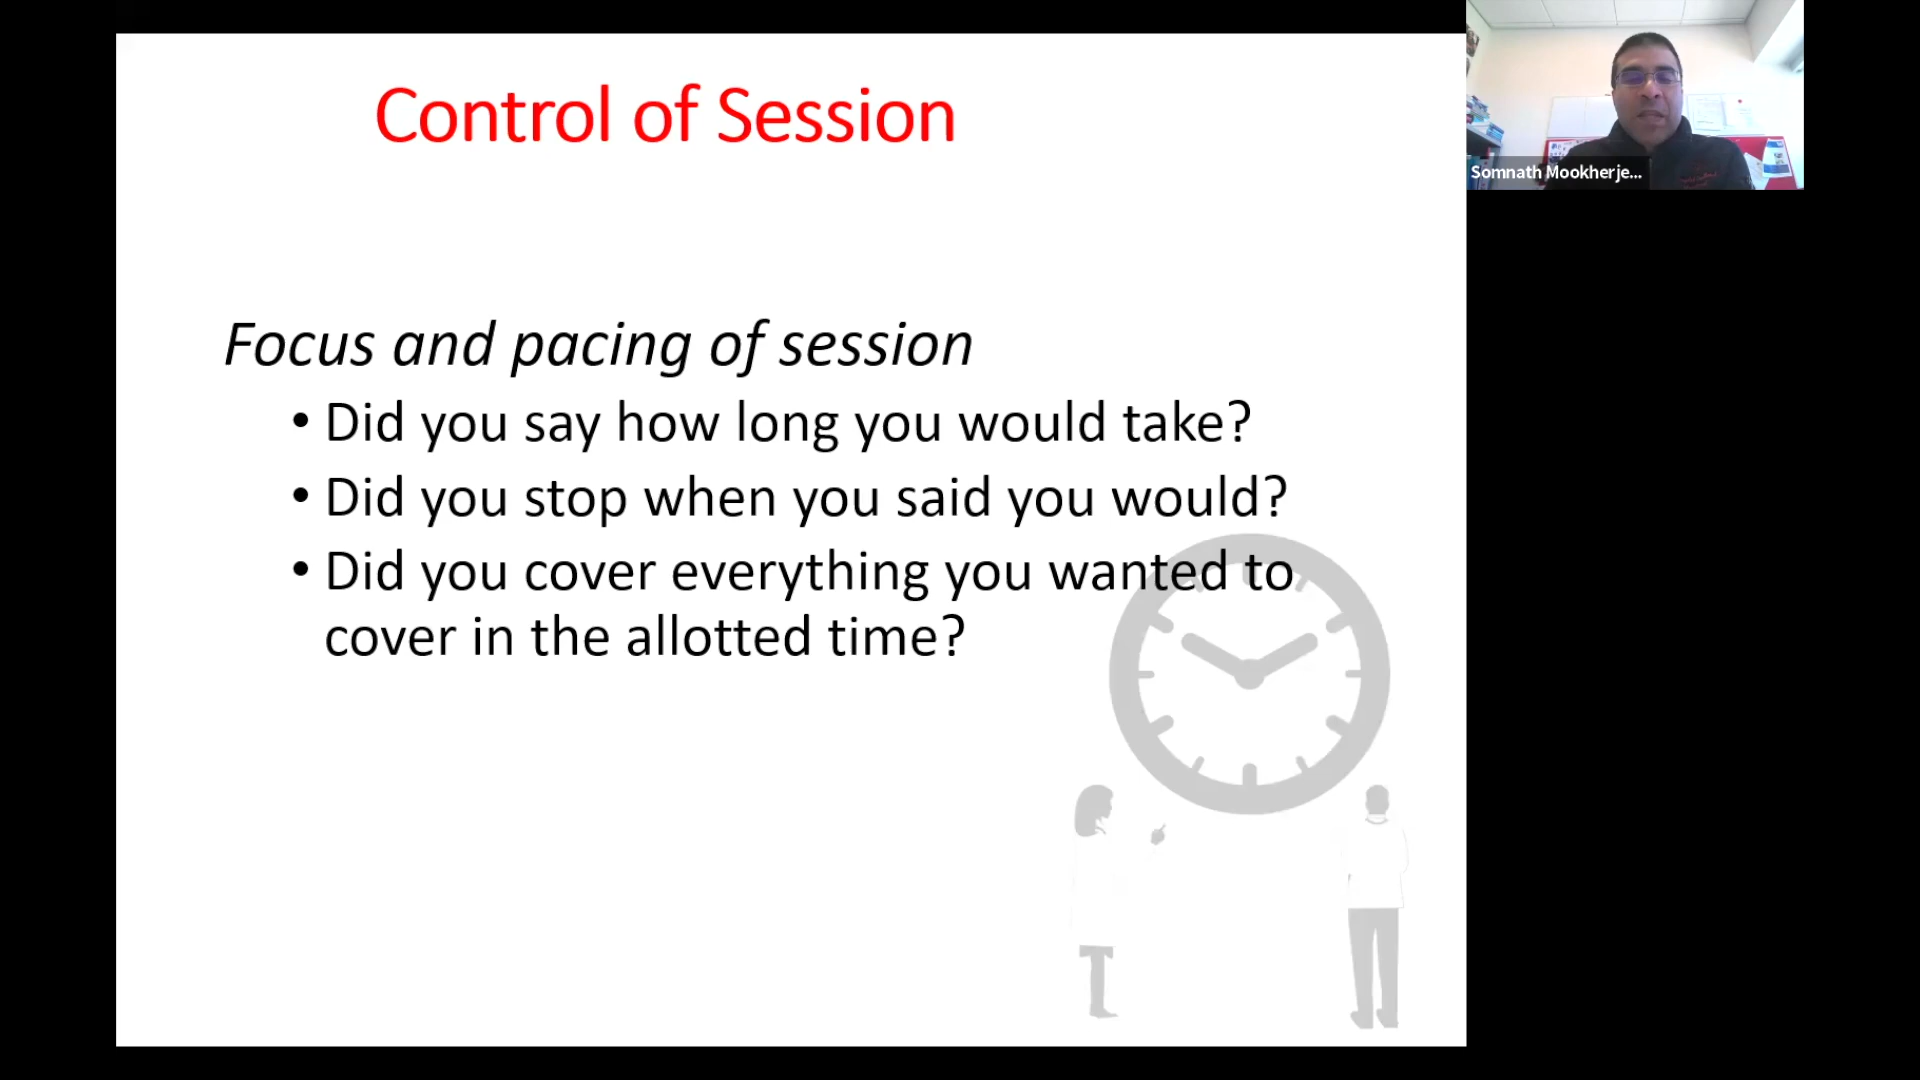 Control of Session
Somnath Mookherje...
Focus and pacing of session
• Did you say how long you would take?
• Did you stop when you said you would?
• Did you cover everything you wanted to
cover in the allotted time?